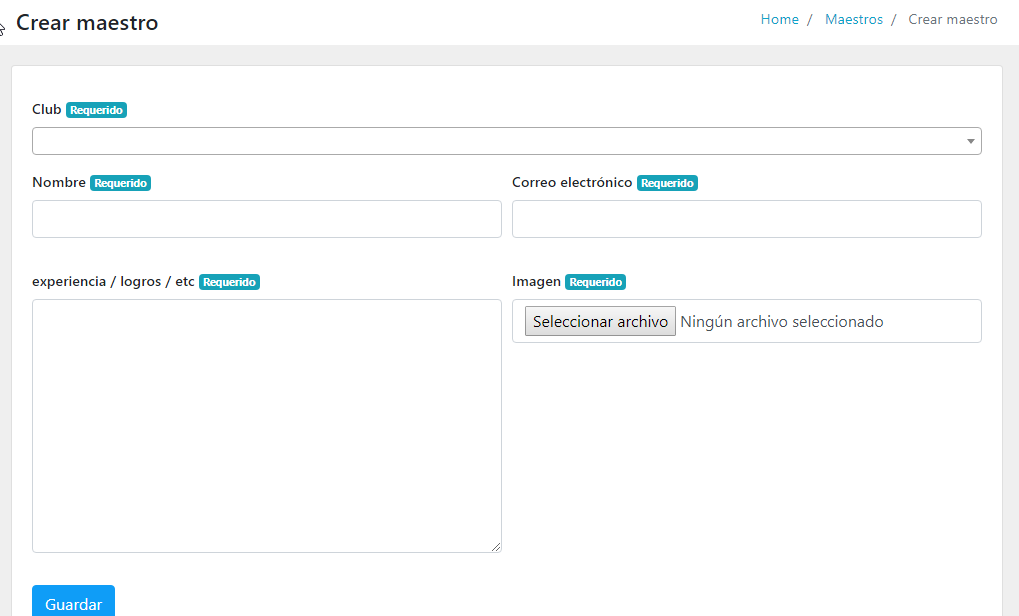 Crear maestro
Home / Maestros / Crear maestro
Club Requerido
Nombre Requerido
Correo electrónico Requerido
experiencia / logros / etc Requerido
Imagen Requerido
Seleccionar archivo Ningún archivo seleccionado
Guardar